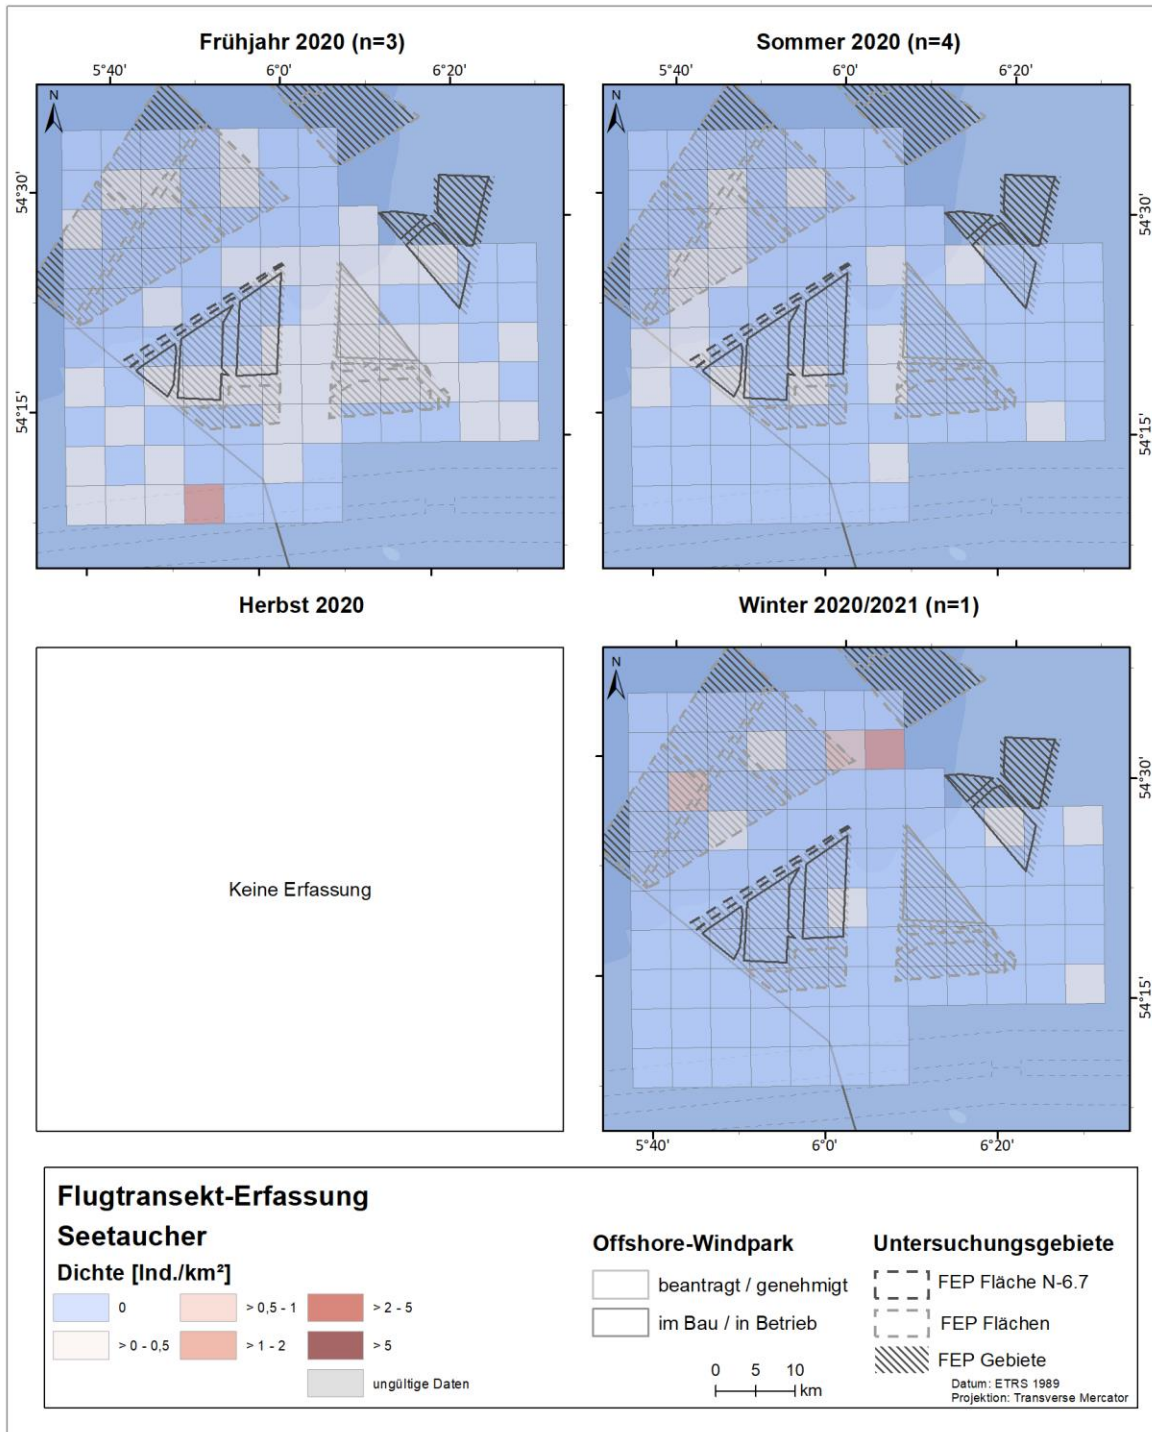 Frühjahr 2020 (n=3)
5°40' 6°0' 6°20'
N
54°30'
54°15'
Sommer 2020 (n=4)
5°40' 6°0' 6°20'
N
54°30'
54°15'
Herbst 2020
Keine Erfassung
Winter 2020/2021 (n=1)
N
54°30'
54°15'
5°40' 6°0' 6°20'
Flugtransekt-Erfassung
Seetaucher
Dichte [Ind./km²]
0
> 0 - 0,5
> 0,5 - 1
> 1 - 2
> 2 - 5
> 5
ungültige Daten
Offshore-Windpark
beantragt / genehmigt
im Bau / in Betrieb
0 5 10
km
Untersuchungsgebiete
FEP Fläche N-6.7
FEP Flächen
FEP Gebiete
Datum: ETRS 1989
Projektion: Transverse Mercator